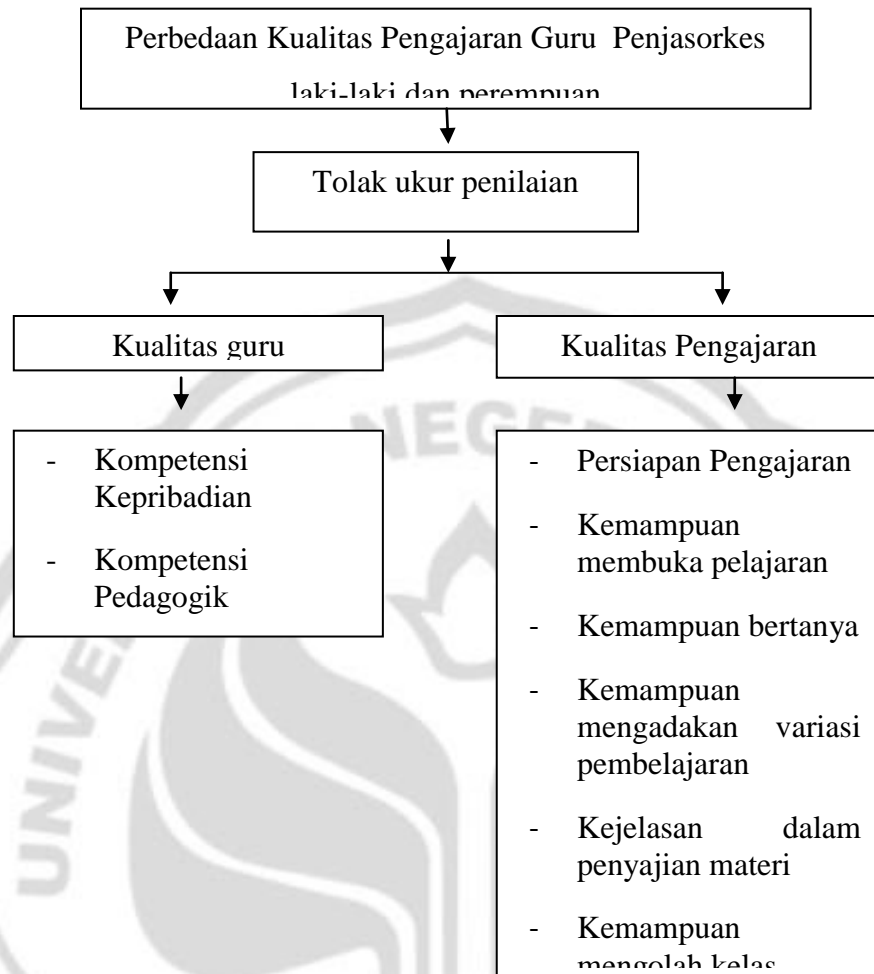 Perbedaan Kualitas Pengajaran Guru Penjasorkes
laki-laki dan perempuan
Tolak ukur penilaian
Kualitas guru
Kualitas Pengajaran
- Kompetensi
Kepribadian
- Kompetensi
Pedagogik
- Persiapan Pengajaran
- Kemampuan
membuka pelajaran
- Kemampuan bertanya
- Kemampuan
mengadakan variasi
pembelajaran
- Kejelasan dalam
penyajian materi
- Kemampuan
mengolah kelas
NEGE
UNIVE